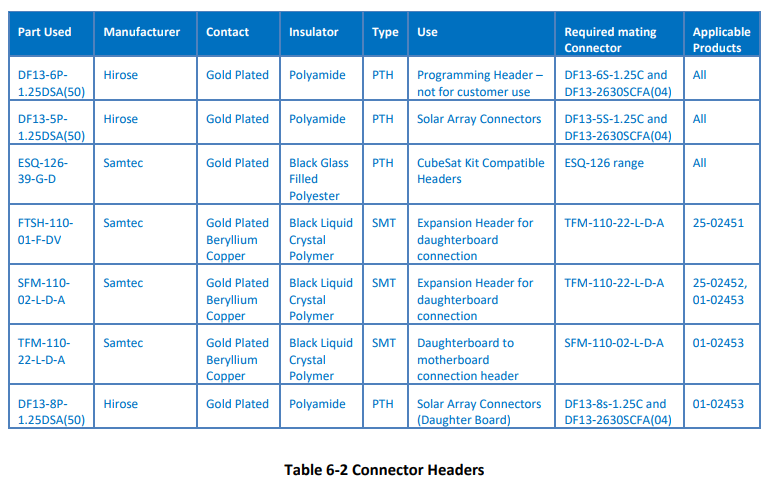 Part Used Manufacturer Contact Insulator Type Use Required mating Connector Applicable Products
DF13-6P-1.25DSA(50) Hirose Gold Plated Polyamide PTH Programming Header – not for customer use DF13-6S-1.25C and DF13-2630SCFA(04) All
DF13-5P-1.25DSA(50) Hirose Gold Plated Polyamide PTH Solar Array Connectors DF13-5S-1.25C and DF13-2630SCFA(04) All
ESQ-126-39-G-D Samtec Gold Plated Black Glass Filled Polyester PTH CubeSat Kit Compatible Headers ESQ-126 range All
FTSH-110-01-F-DV Samtec Gold Plated Beryllium Copper Black Liquid Crystal Polymer SMT Expansion Header for daughterboard connection TFM-110-22-L-D-A 25-02451
SFM-110-02-L-D-A Samtec Gold Plated Beryllium Copper Black Liquid Crystal Polymer SMT Expansion Header for daughterboard connection TFM-110-22-L-D-A 25-02452, 01-02453
TFM-110-22-L-D-A Samtec Gold Plated Beryllium Copper Black Liquid Crystal Polymer SMT Daughterboard to motherboard connection header SFM-110-02-L-D-A 01-02453
DF13-8P-1.25DSA(50) Hirose Gold Plated Polyamide PTH Solar Array Connectors (Daughter Board) DF13-8s-1.25C and DF13-2630SCFA(04) 01-02453
Table 6-2 Connector Headers